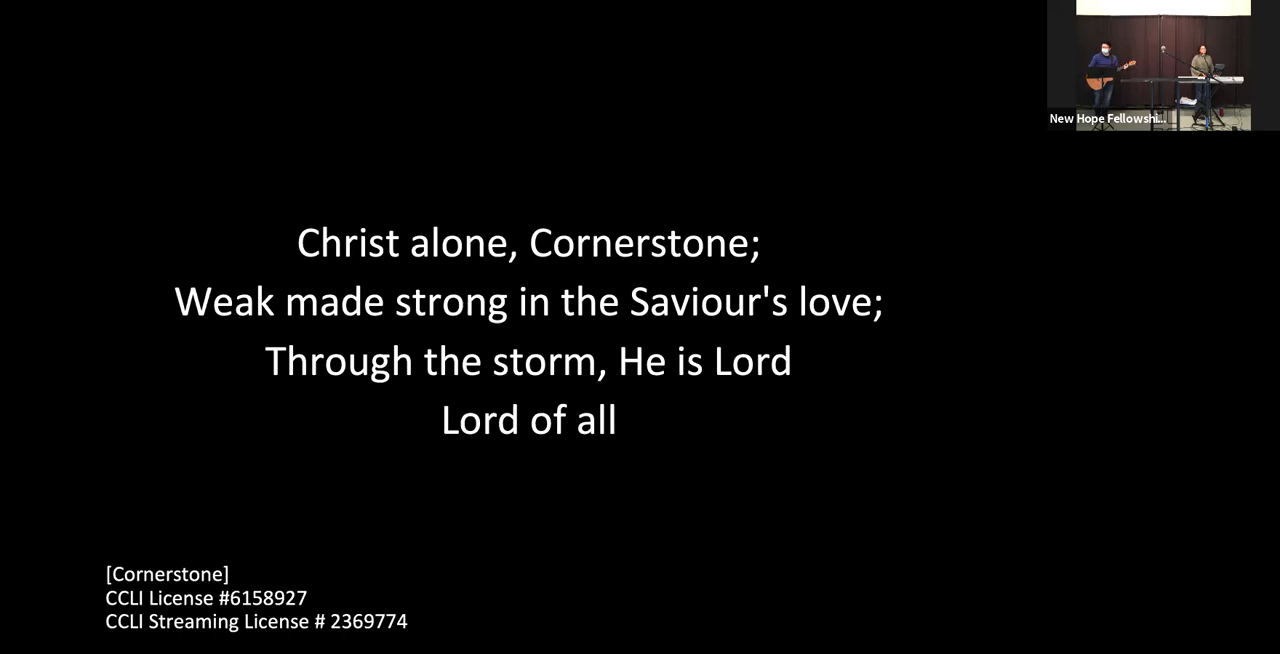 New Hope Fellowshi...
Christ alone, Cornerstone;
Weak made strong in the Saviour's love;
Through the storm, He is Lord
Lord of all
[Cornerstone]
CCLI License #6158927
CCLI Streaming License # 2369774